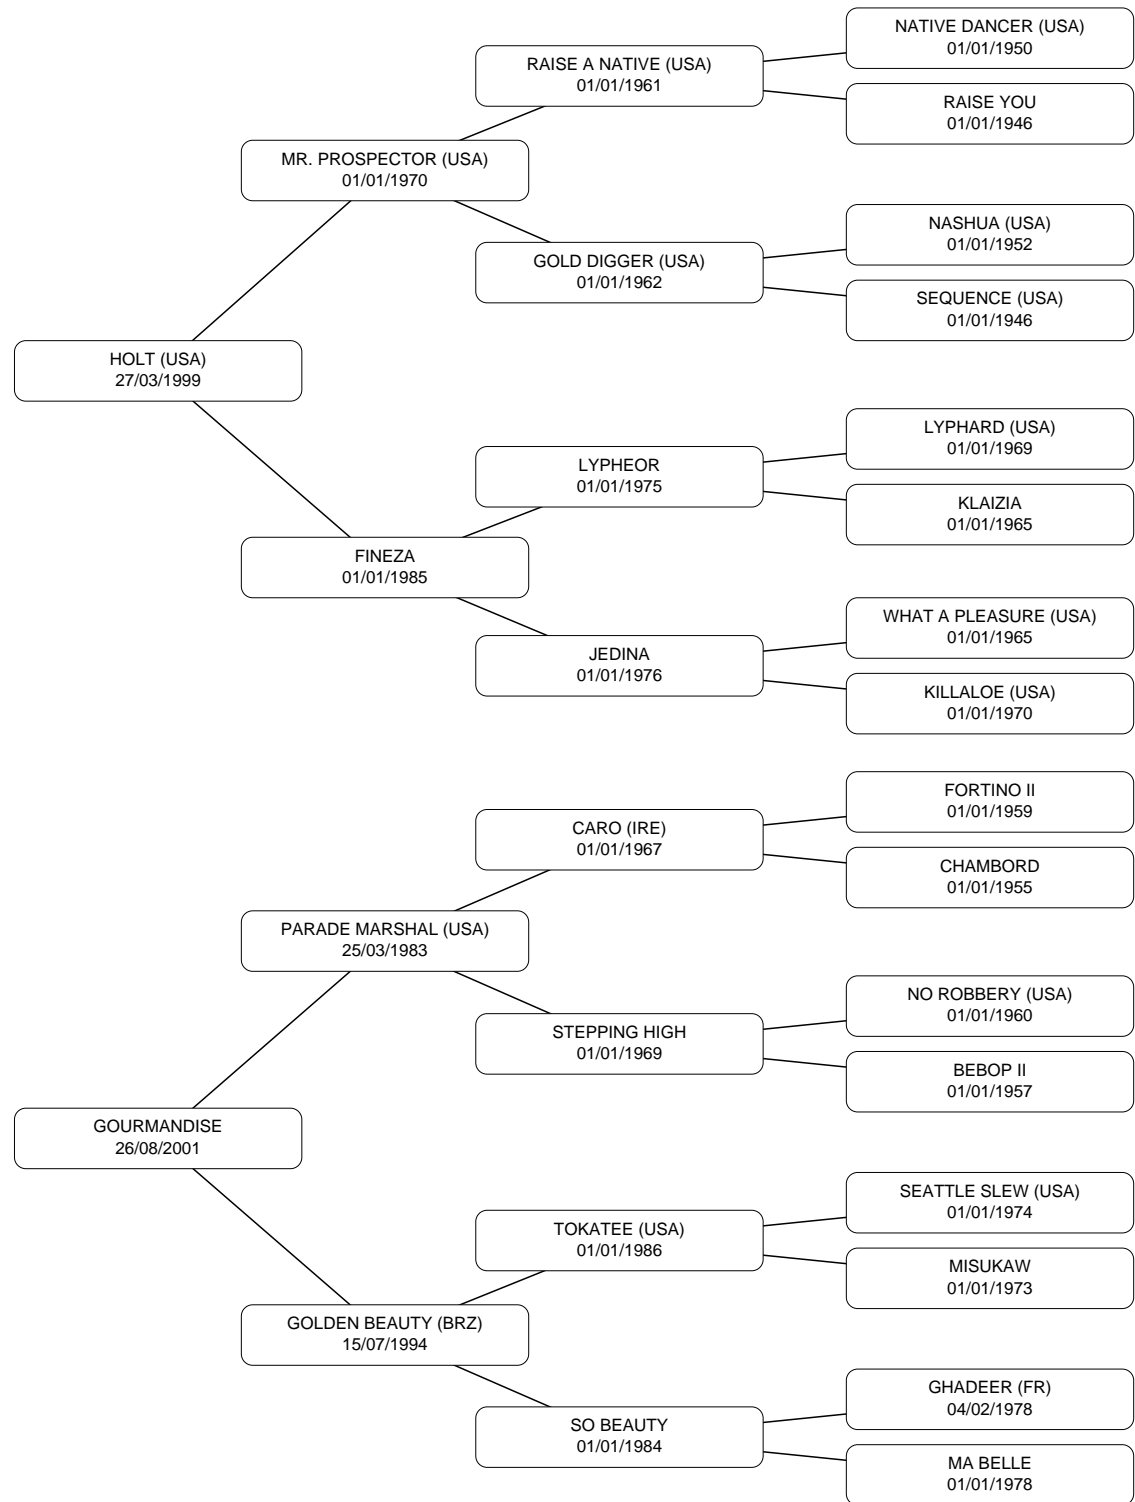 NATIVE DANCER (USA)
01/01/1950
RAISE A NATIVE (USA)
01/01/1961
RAISE YOU
01/01/1946
MR. PROSPECTOR (USA)
01/01/1970
NASHUA (USA)
01/01/1952
GOLD DIGGER (USA)
01/01/1962
SEQUENCE (USA)
01/01/1946
HOLT (USA)
27/03/1999
LYPHARD (USA)
01/01/1969
LYPHEOR
01/01/1975
KLAIZIA
01/01/1965
FINEZA
01/01/1985
WHAT A PLEASURE (USA)
01/01/1965
JEDINA
01/01/1976
KILLALOE (USA)
01/01/1970
FORTINO II
01/01/1959
CARO (IRE)
01/01/1967
CHAMBORD
01/01/1955
PARADE MARSHAL (USA)
25/03/1983
NO ROBBERY (USA)
01/01/1960
STEPPING HIGH
01/01/1969
BEBOP II
01/01/1957
GOURMANDISE
26/08/2001
SEATTLE SLEW (USA)
01/01/1974
TOKATEE (USA)
01/01/1986
MISUKAW
01/01/1973
GOLDEN BEAUTY (BRZ)
15/07/1994
GHADEER (FR)
04/02/1978
SO BEAUTY
01/01/1984
MA BELLE
01/01/1978